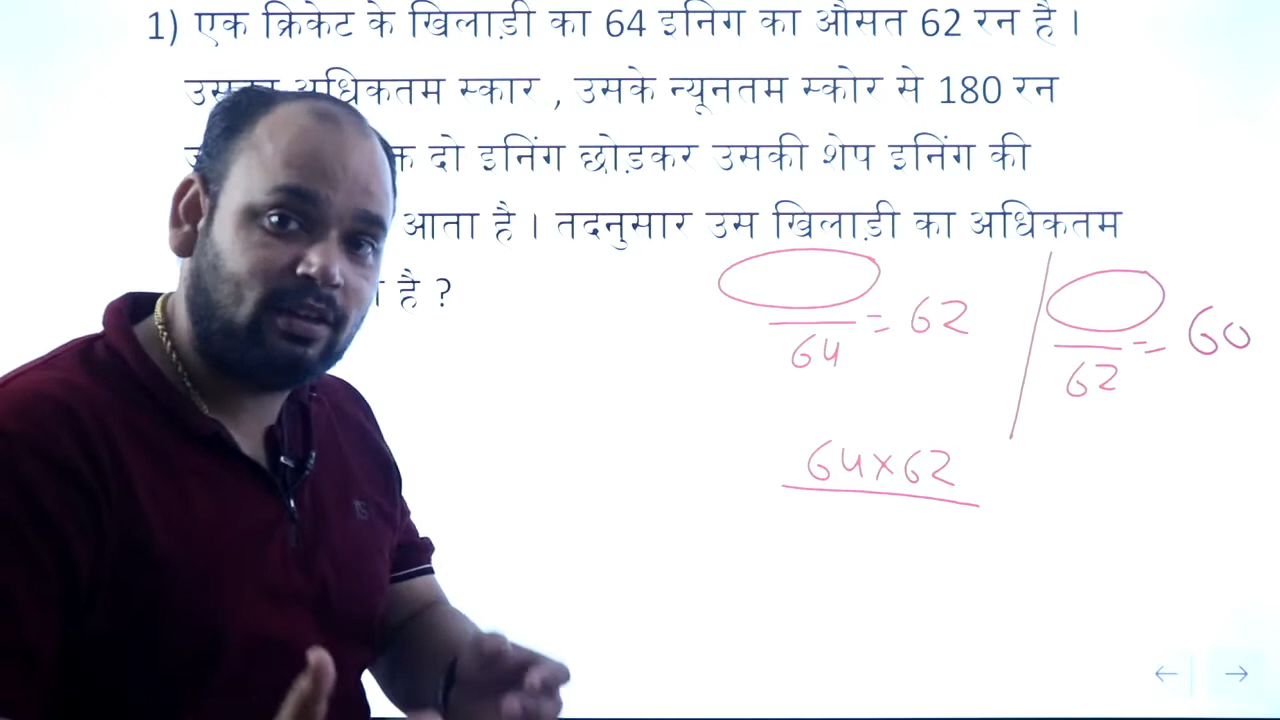 1) एक क्रिकेट के खिलाड़ी का 64 इनिंग का औसत 62 रन है ।
अधिकतम स्कार , उसके न्यूनतम स्कोर से 180 रन
दो इनिंग छोड़कर उसकी शेष इनिंग की
आता है । तदनुसार उस खिलाड़ी का अधिकतम
है ?
64 = 62
62 = 60
64×62